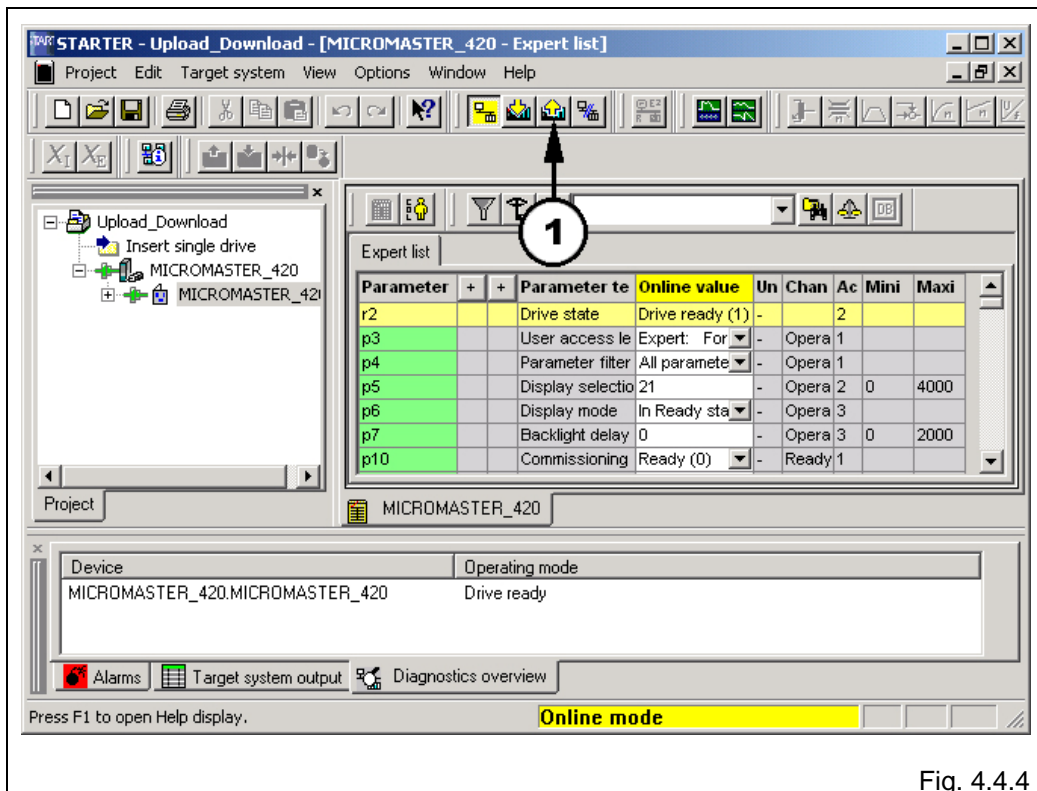 STARTER - Upload_Download - [MICROMASTER_420 - Expert list]
Project Edit Target system View Options Window Help
Upload_Download
Insert single drive
MICROMASTER_420
MICROMASTER_42
1
Expert list
Parameter + + Parameter te Online value Un Chan Ac Mini Maxi
r2 Drive state Drive ready (1) - 2
p3 User access le Expert: For - Opera 1
p4 Parameter filter All paramete - Opera 1
p5 Display selectio 21 - Opera 2 0 4000
p6 Display mode In Ready sta - Opera 3
p7 Backlight delay 0 - Opera 3 0 2000
p10 Commissioning Ready (0) - Ready 1
Project
MICROMASTER_420
Device Operating mode
MICROMASTER_420.MICROMASTER_420 Drive ready
Alarms Target system output Diagnostics overview
Press F1 to open Help display. Online mode
Fig. 4.4.4